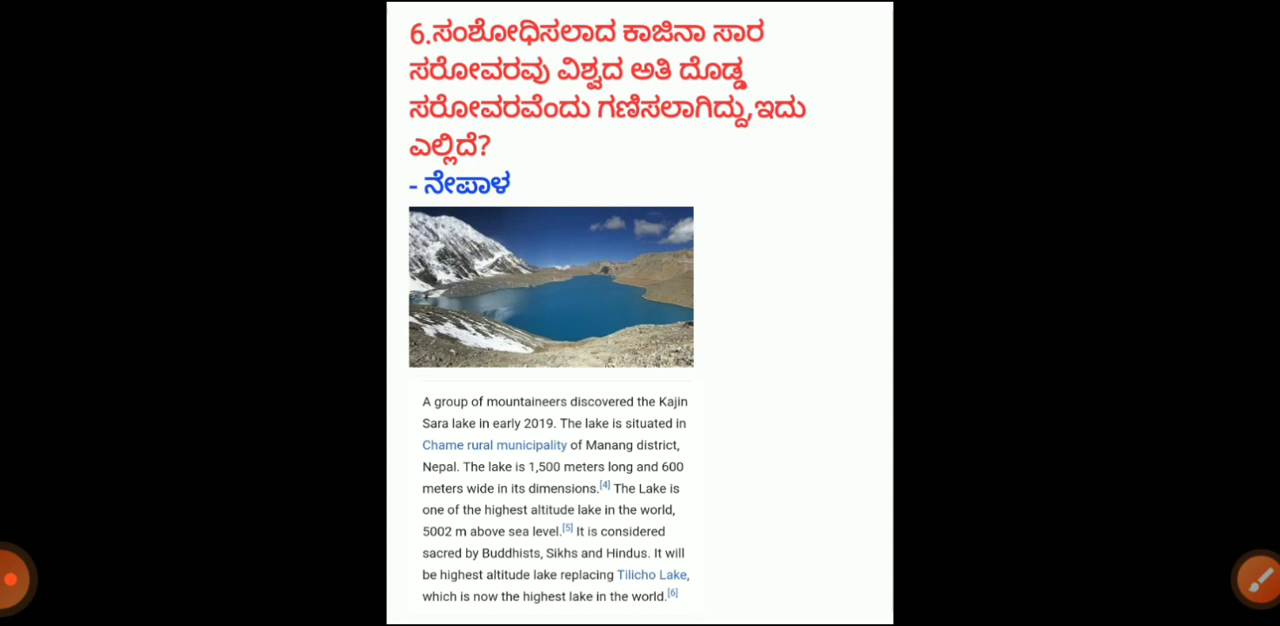 6.ಸಂಶೋಧಿಸಲಾದ ಕಾಜಿನಾ ಸಾರ
ಸರೋವರವು ವಿಶ್ವದ ಅತಿ ದೊಡ್ಡ
ಸರೋವರವೆಂದು ಗಣಿಸಲಾಗಿದ್ದು,ಇದು
ಎಲ್ಲಿದೆ?
- ನೇಪಾಳ
A group of mountaineers discovered the Kajin
Sara lake in early 2019. The lake is situated in
Chame rural municipality of Manang district,
Nepal. The lake is 1,500 meters long and 600
meters wide in its dimensions.[4] The Lake is
one of the highest altitude lake in the world,
5002 m above sea level.[5] It is considered
sacred by Buddhists, Sikhs and Hindus. It will
be highest altitude lake replacing Tilicho Lake,
which is now the highest lake in the world.[6]